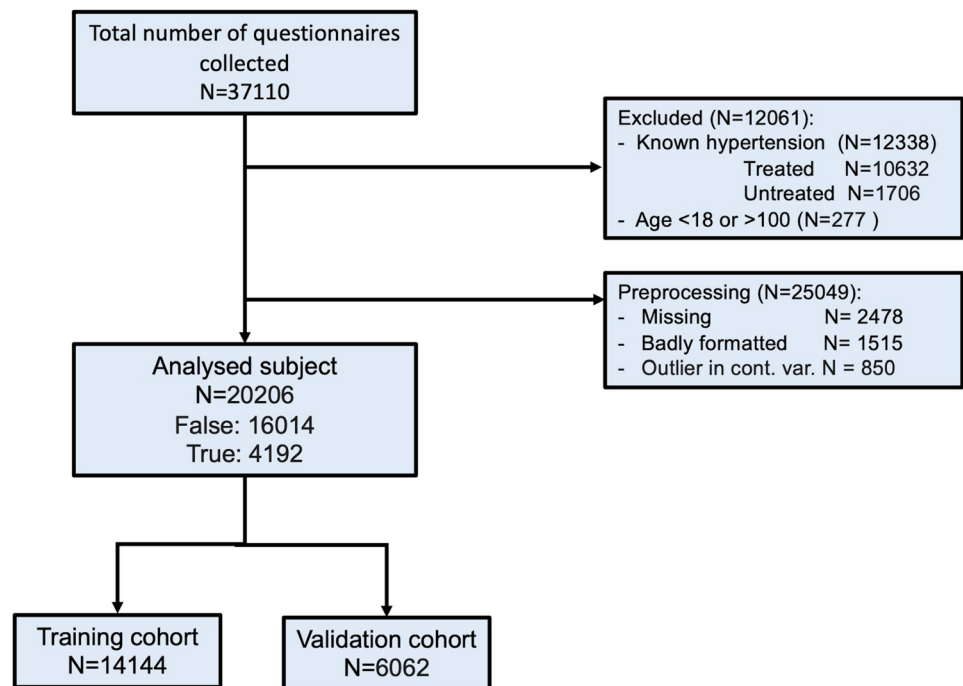 Total number of questionnaires
collected
N=37110
Excluded (N=12061):
- Known hypertension (N=12338)
Treated N=10632
Untreated N=1706
- Age <18 or >100 (N=277 )
Preprocessing (N=25049):
- Missing N= 2478
- Badly formatted N= 1515
- Outlier in cont. var. N = 850
Analysed subject
N=20206
False: 16014
True: 4192
Training cohort
N=14144
Validation cohort
N=6062